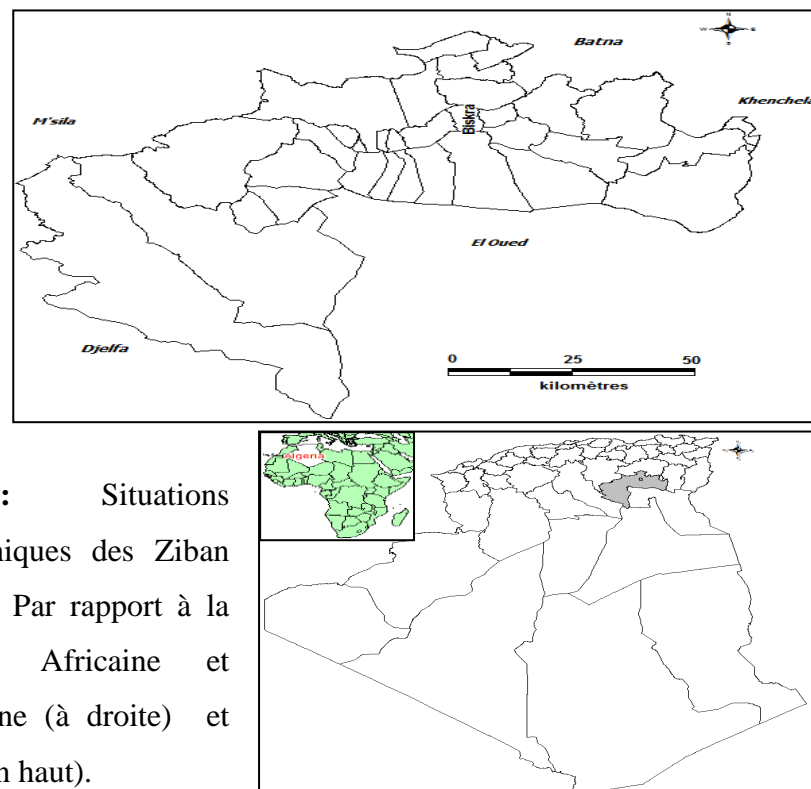 Batna
Khenchela
M'sila
Biskra
El Oued
Djelfa
0 25 50
kilomètres
Algeria
: Situations
niques des Ziban
Par rapport à la
Africaine et
ne (à droite) et
n haut).